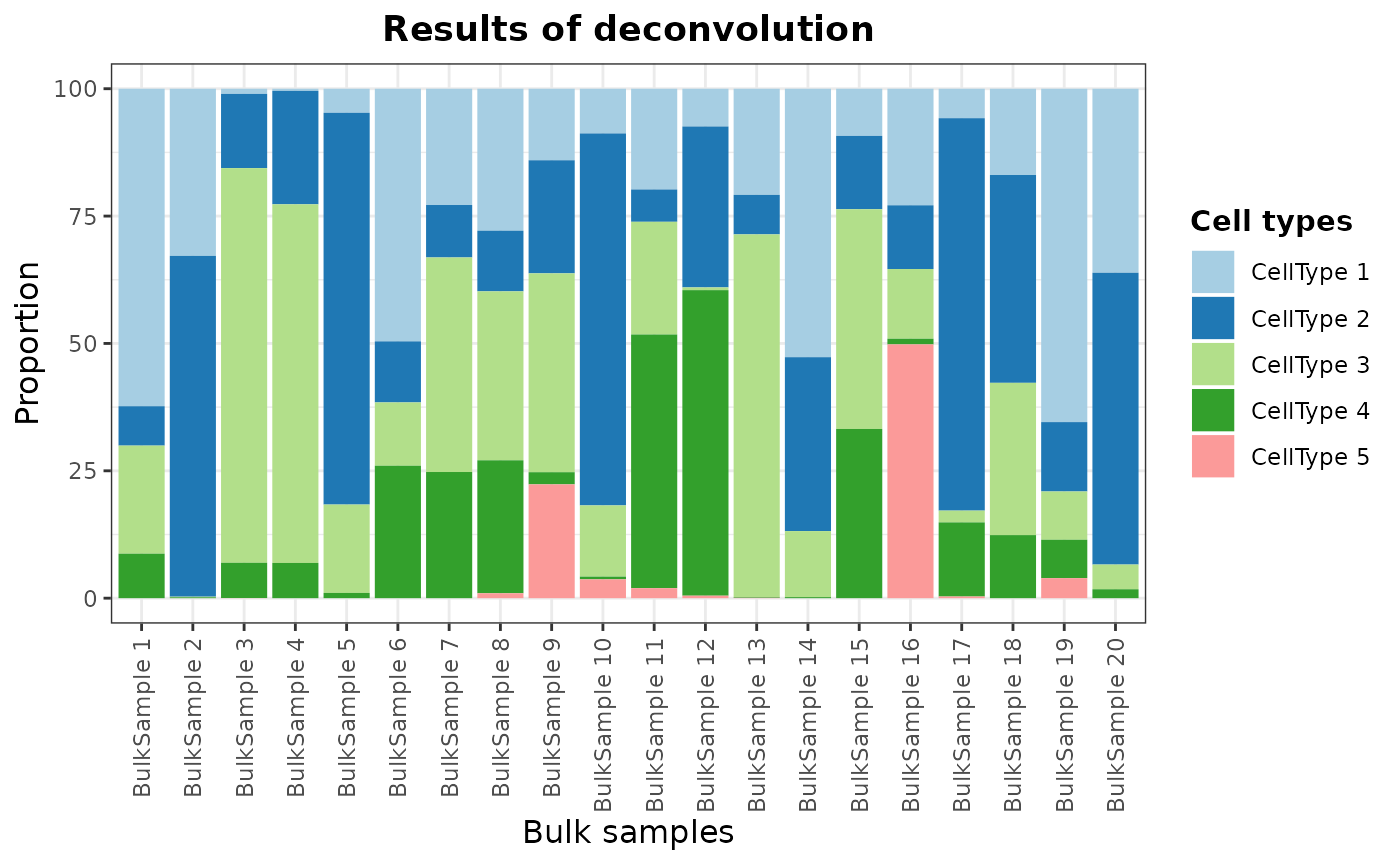 Results of deconvolution
Proportion
100
75
50
25
0
BulkSample 1
BulkSample 2
BulkSample 3
BulkSample 4
BulkSample 5
BulkSample 6
BulkSample 7
BulkSample 8
BulkSample 9
BulkSample 10
BulkSample 11
BulkSample 12
BulkSample 13
BulkSample 14
BulkSample 15
BulkSample 16
BulkSample 17
BulkSample 18
BulkSample 19
BulkSample 20
Bulk samples
Cell types
CellType 1
CellType 2
CellType 3
CellType 4
CellType 5